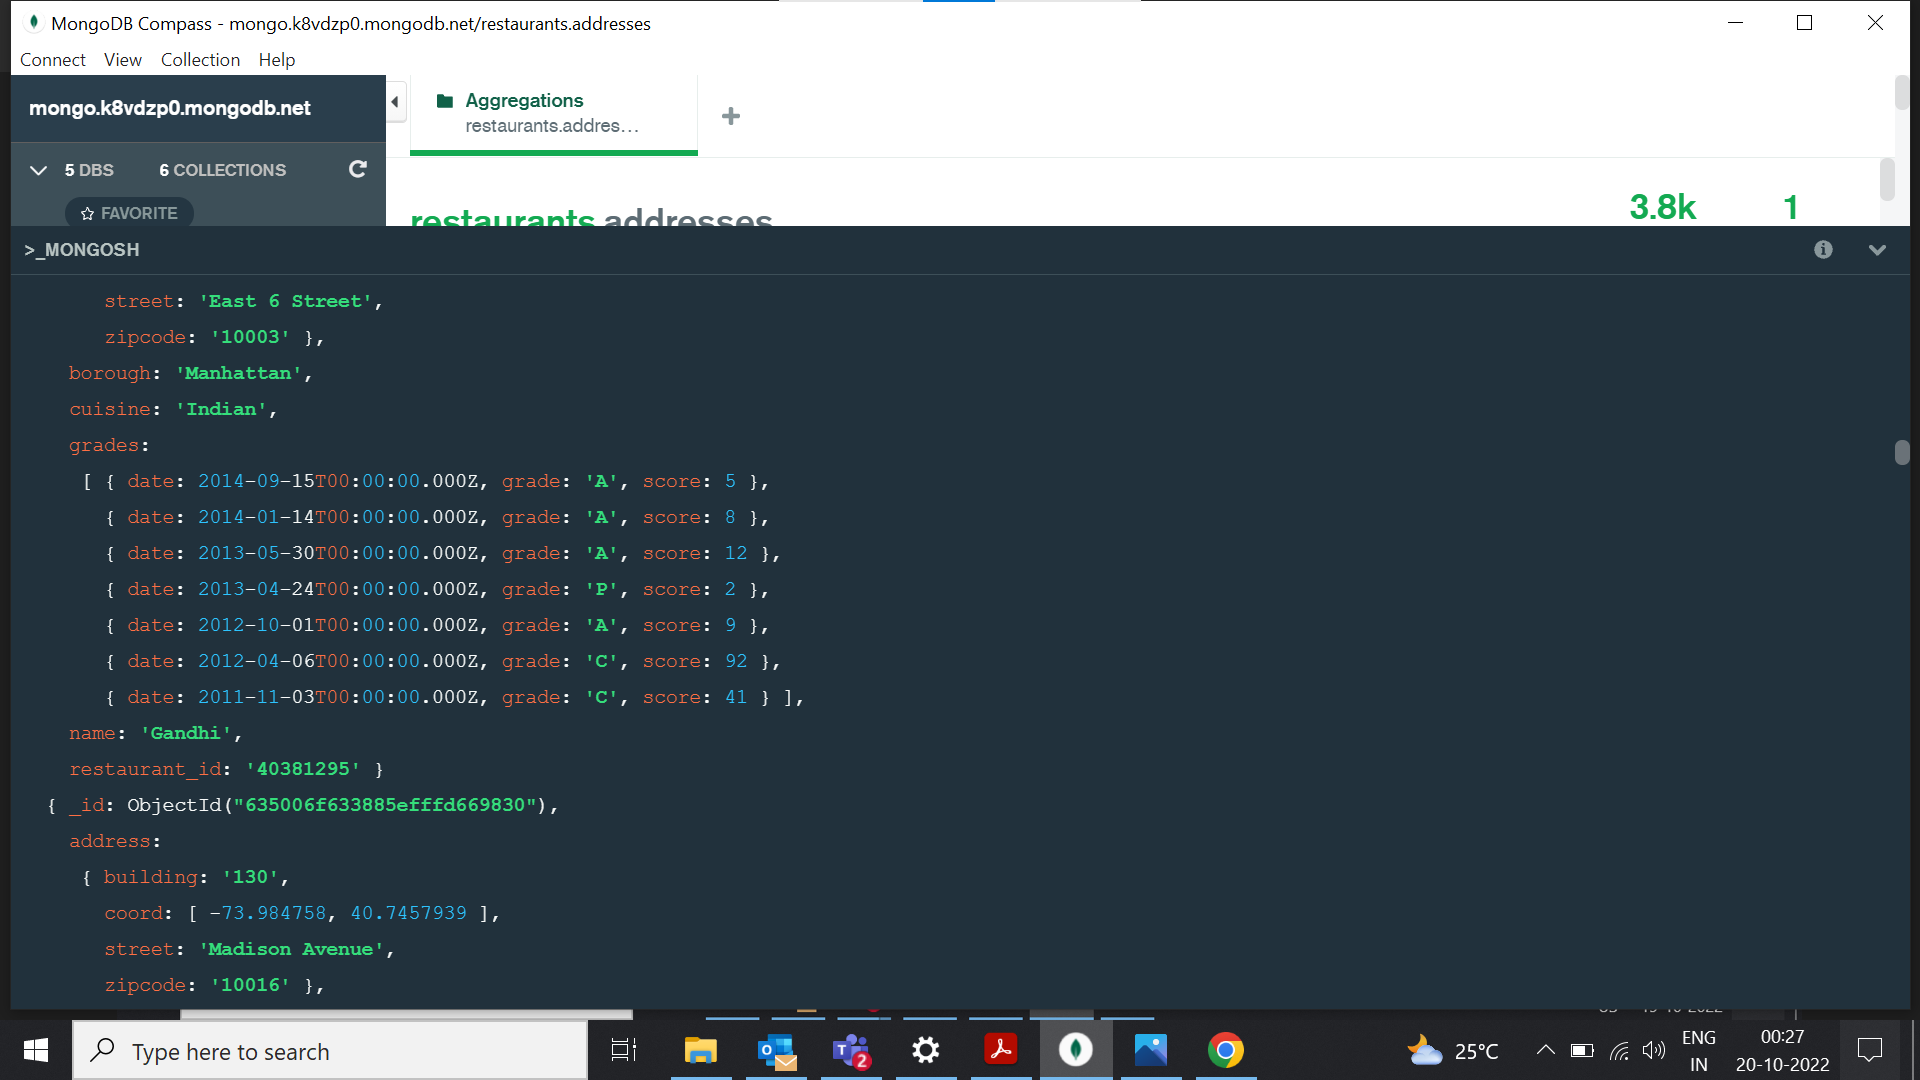 MongoDB Compass - mongo.k8vdzp0.mongodb.net/restaurants.addresses
Connect View Collection Help
mongo.k8vdzp0.mongodb.net
Aggregations
restaurants.addres...
5 DBS 6 COLLECTIONS
FAVORITE
restaurants.addresses
3.8k 1
>_MONGOSH
street: 'East 6 Street',
zipcode: '10003' },
borough: 'Manhattan',
cuisine: 'Indian',
grades:
[ { date: 2014-09-15T00:00:00.000Z, grade: 'A', score: 5 },
{ date: 2014-01-14T00:00:00.000Z, grade: 'A', score: 8 },
{ date: 2013-05-30T00:00:00.000Z, grade: 'A', score: 12 },
{ date: 2013-04-24T00:00:00.000Z, grade: 'P', score: 2 },
{ date: 2012-10-01T00:00:00.000Z, grade: 'A', score: 9 },
{ date: 2012-04-06T00:00:00.000Z, grade: 'C', score: 92 },
{ date: 2011-11-03T00:00:00.000Z, grade: 'C', score: 41 } ],
name: 'Gandhi',
restaurant_id: '40381295' }
{ _id: ObjectId("635006f633885efffd669830"),
address:
{ building: '130',
coord: [ -73.984758, 40.7457939 ],
street: 'Madison Avenue',
zipcode: '10016' },
Type here to search
2
25°C
ENG
IN
00:27
20-10-2022